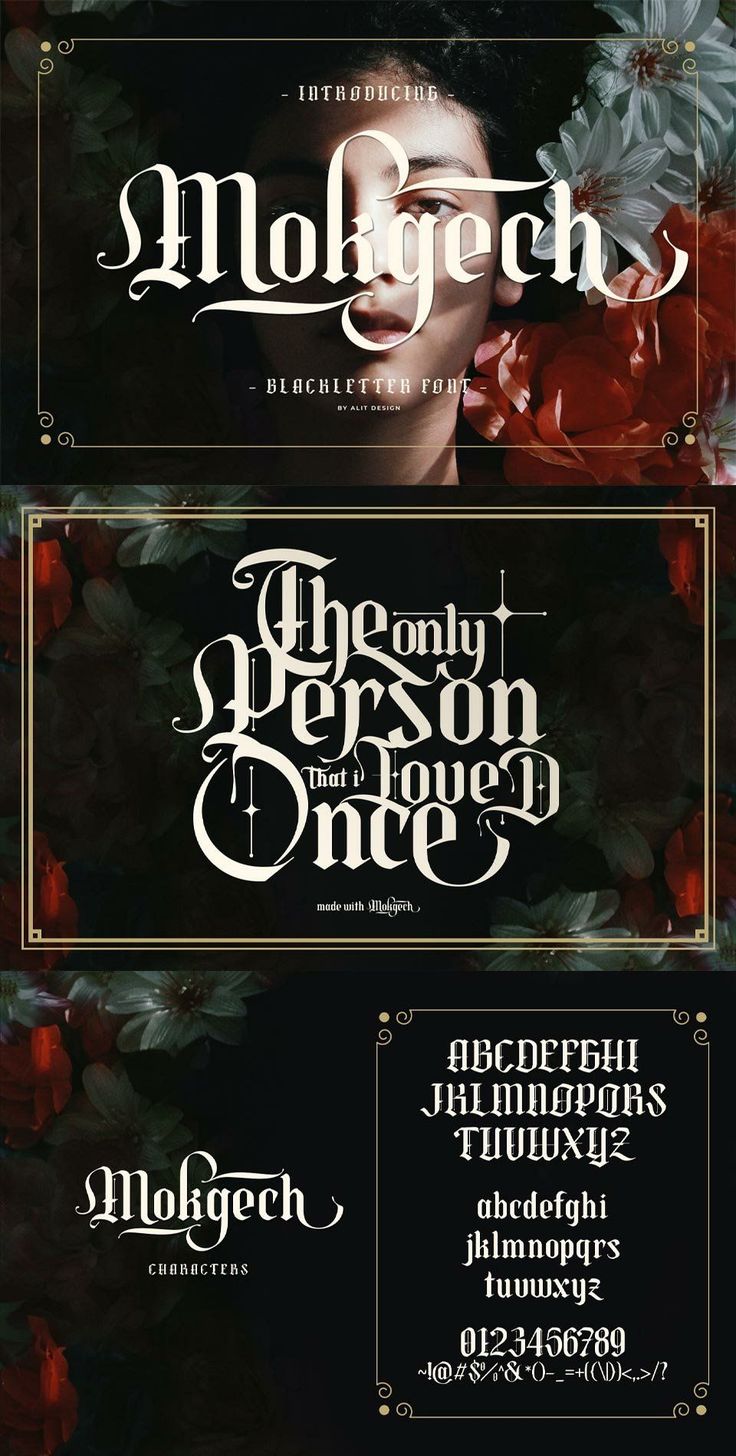 - INTRODUCING -
Mokgech
- BLACKLETTER FONT -
BY ALIT DESIGN
The only
Person
That i Loved
Once
made with Mokgech
Mokgech
CHARACTERS
ABCDEFGHI
JKLMNOPQRS
TUVWXYZ
abcdefghi
jklmnopqrs
tuvwxyz
0123456789
~!@#$%^&*()-_=+{(\|)}<,.>/?